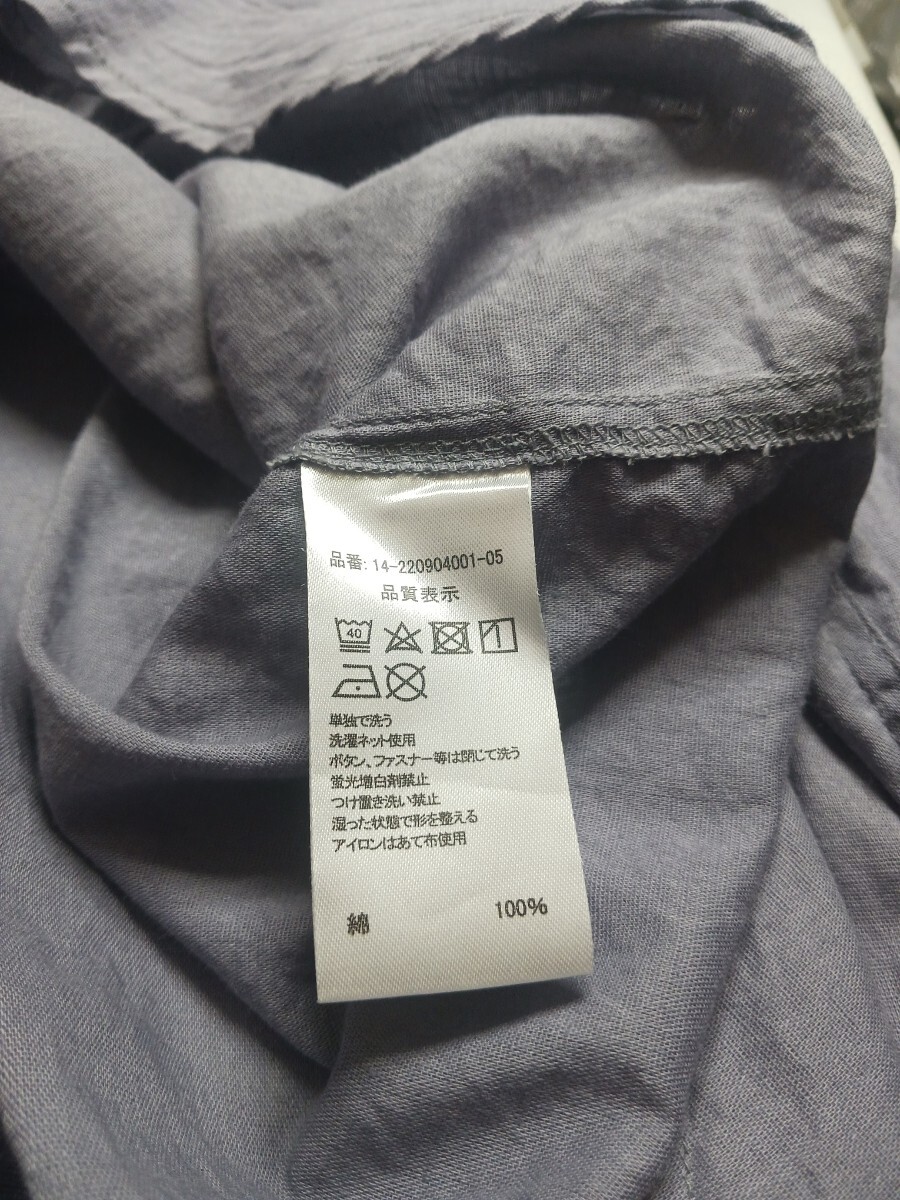 品番: 14-220904001-05
品質表示
40
単独で洗う
洗濯ネット使用
ボタン、ファスナー等は閉じて洗う
蛍光増白剤禁止
つけ置き洗い禁止
湿った状態で形を整える
アイロンはあて布使用
綿 100%